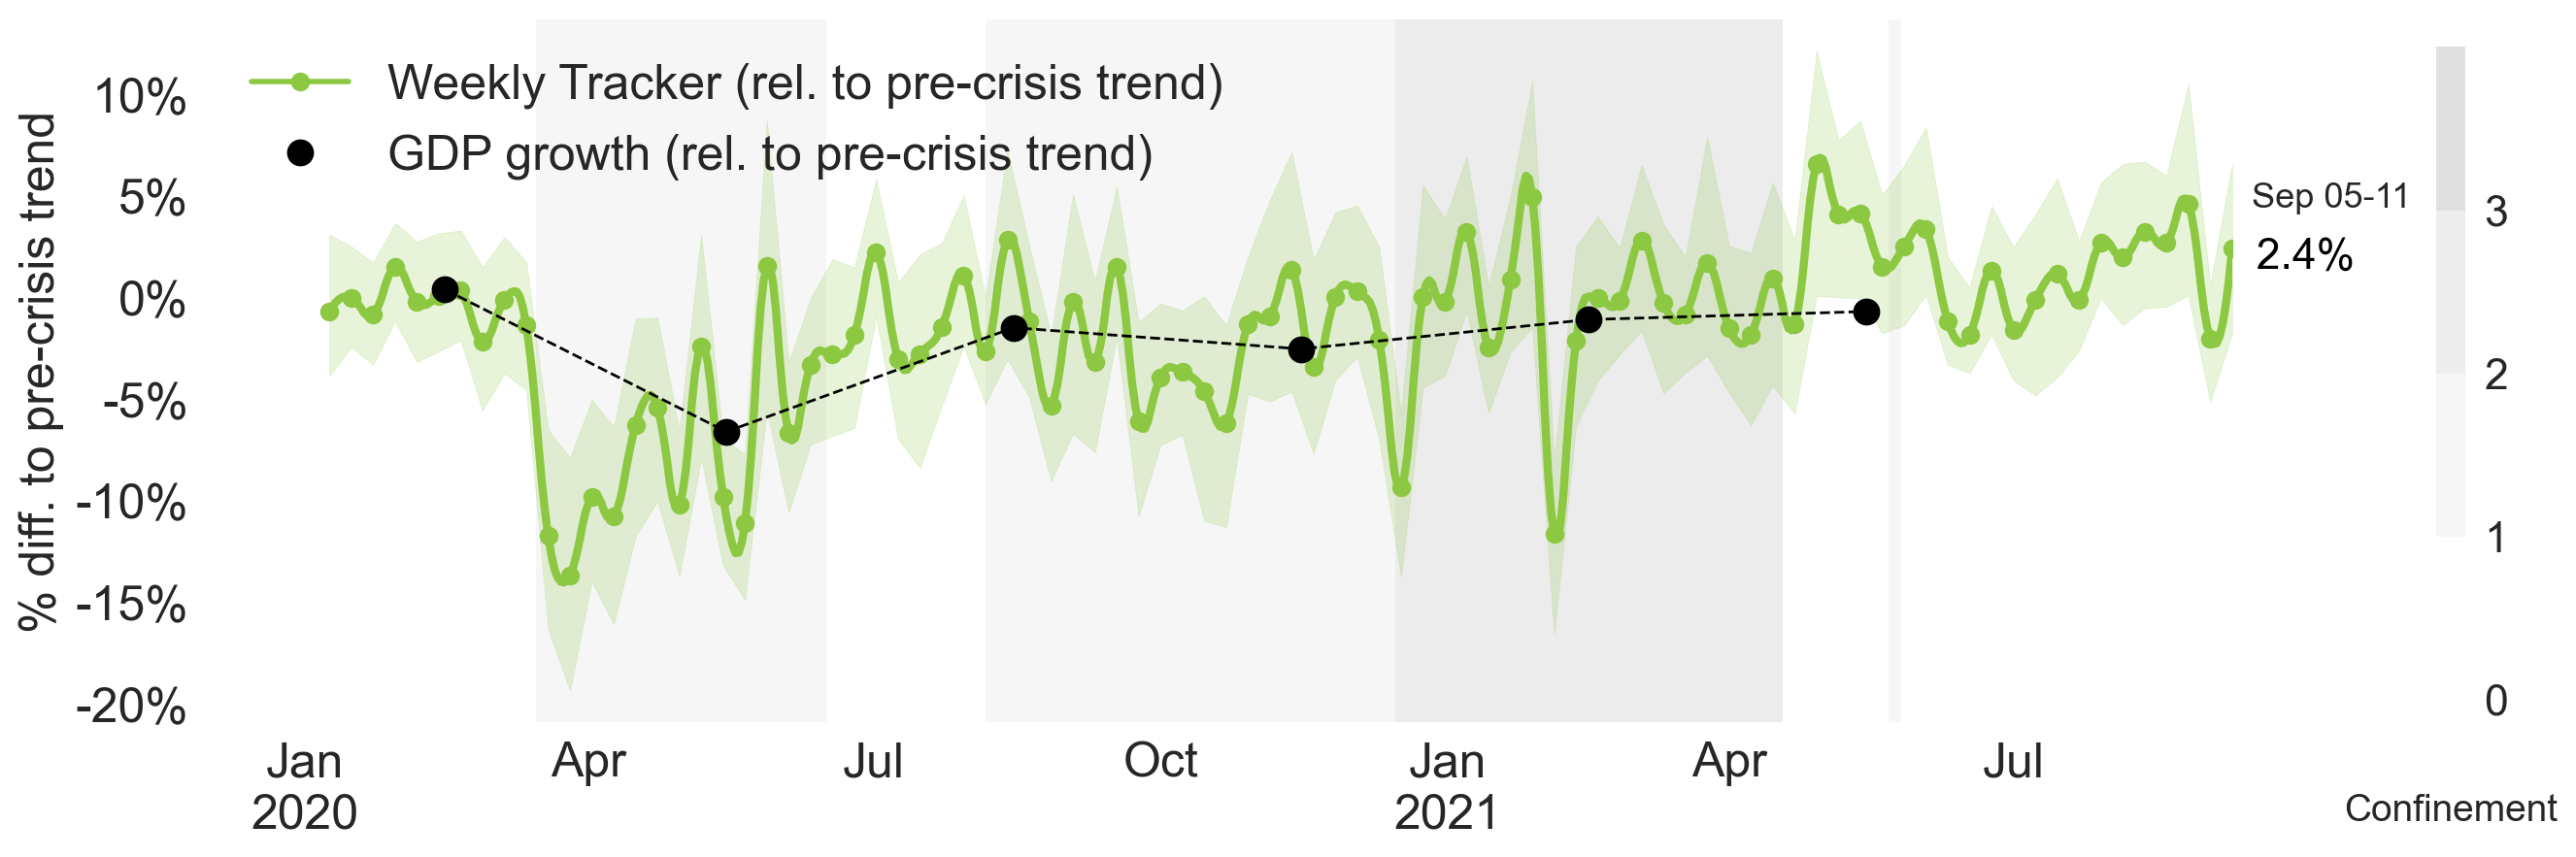 Weekly Tracker (rel. to pre-crisis trend)
GDP growth (rel. to pre-crisis trend)
% diff. to pre-crisis trend
10%
5%
0%
-5%
-10%
-15%
-20%
Jan
2020
Apr
Jul
Oct
Jan
2021
Apr
Jul
Sep 05-11
2.4%
3
2
1
0
Confinement